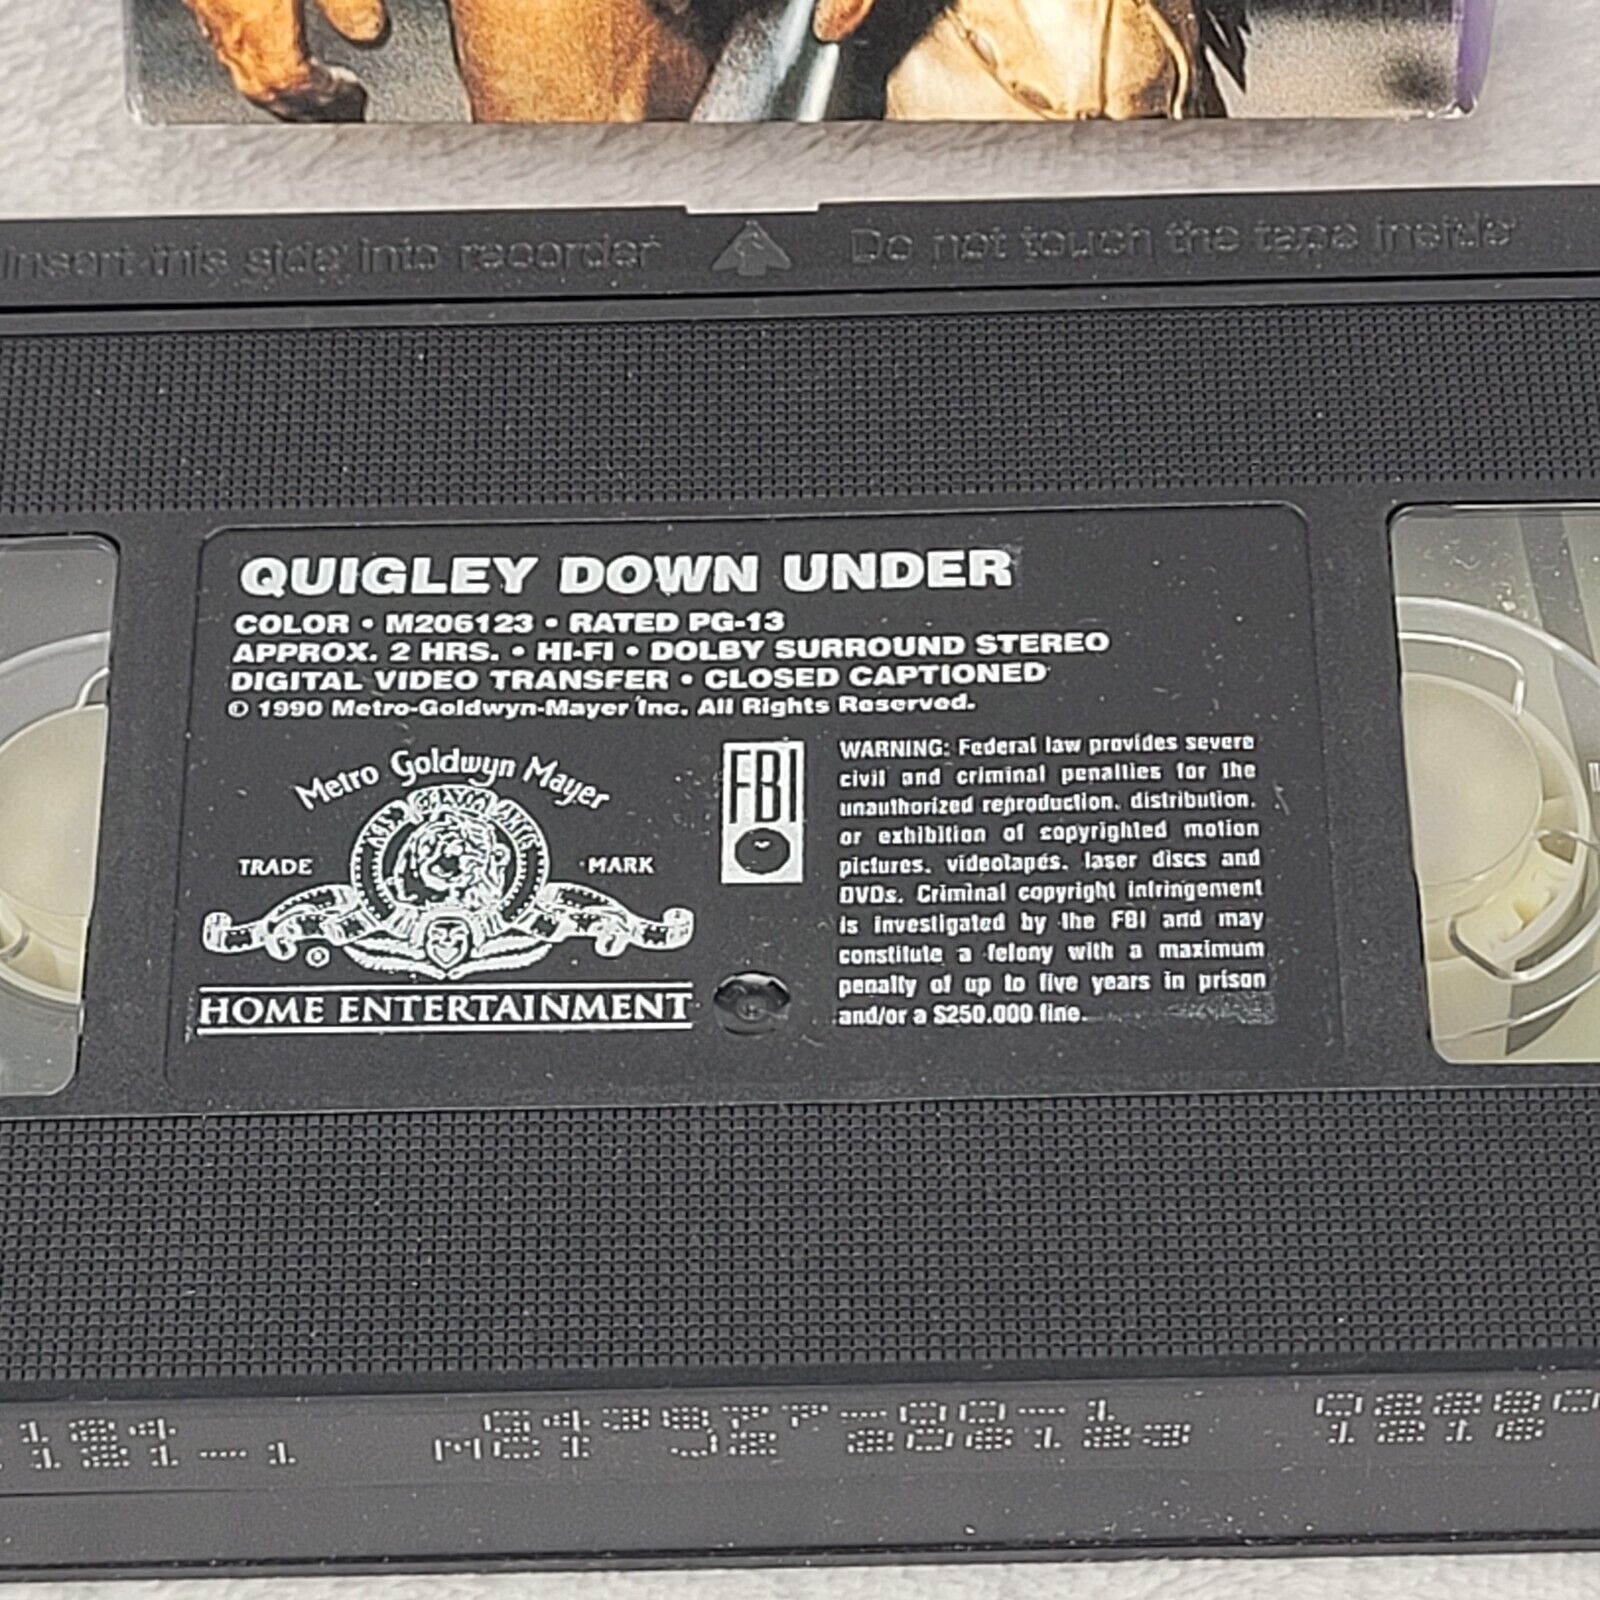 Insert this side into recorder
Do not touch the tape inside
QUIGLEY DOWN UNDER
COLOR • M206123 • RATED PG-13
APPROX. 2 HRS. • HI-FI • DOLBY SURROUND STEREO
DIGITAL VIDEO TRANSFER • CLOSED CAPTIONED
© 1990 Metro-Goldwyn-Mayer Inc. All Rights Reserved.
Metro Goldwyn Mayer
TRADE MARK
®
HOME ENTERTAINMENT
FBI
WARNING: Federal law provides severe
civil and criminal penalties for the
unauthorized reproduction, distribution,
or exhibition of copyrighted motion
pictures, videotapes, laser discs and
DVDs. Criminal copyright infringement
is investigated by the FBI and may
constitute a felony with a maximum
penalty of up to five years in prison
and/or a $250,000 fine.